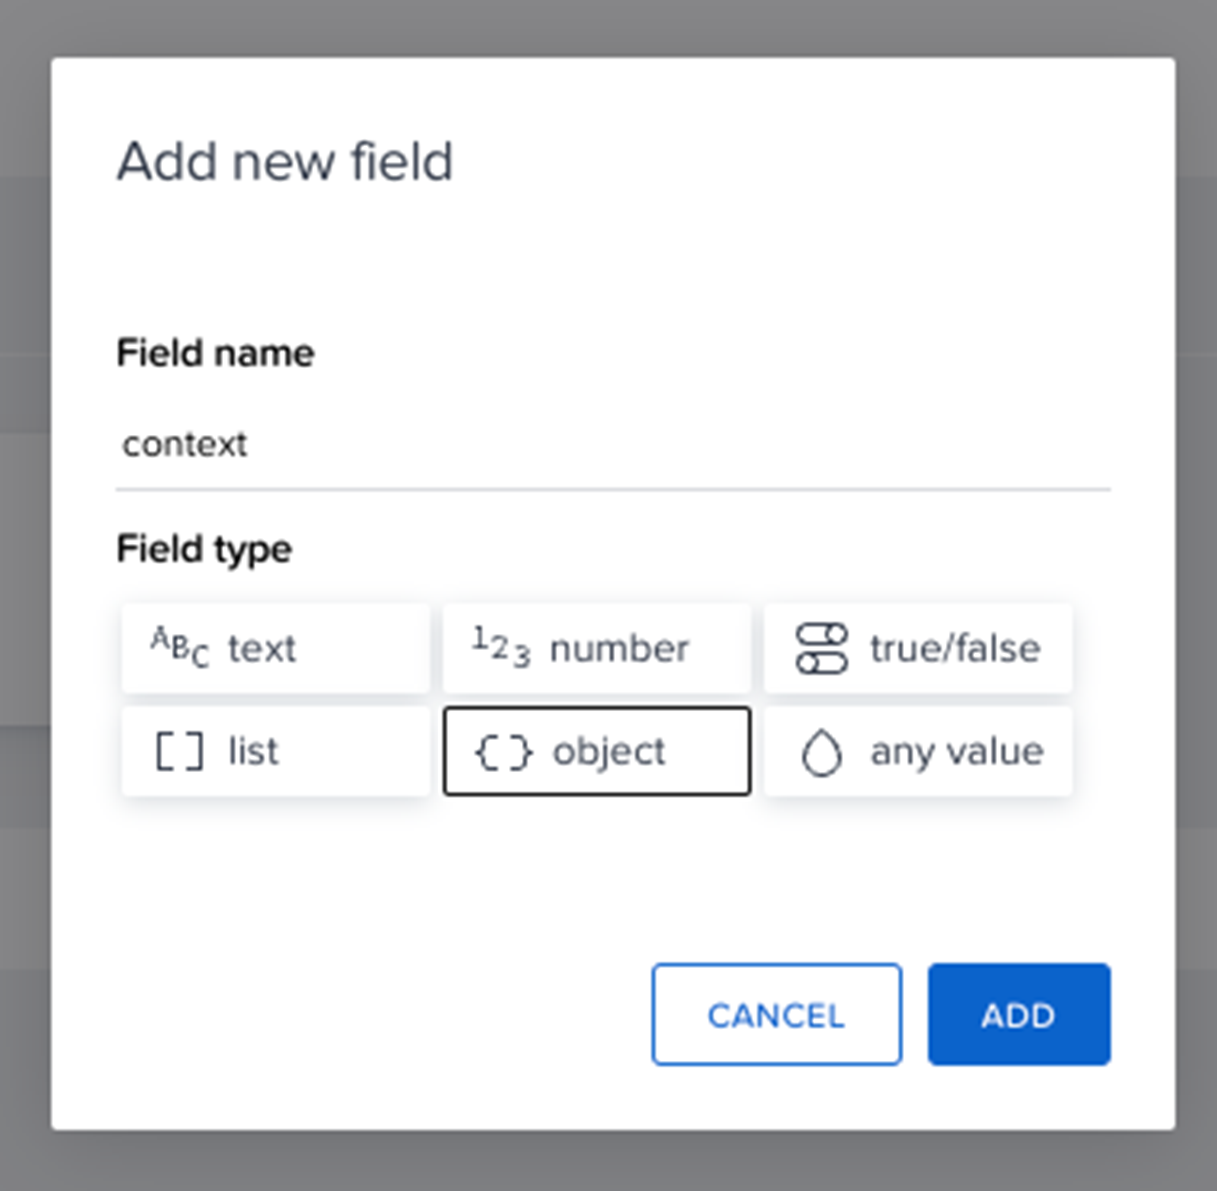 Add new field
Field name
context
Field type
ABC text
123 number
true/false
[] list
{} object
any value
CANCEL
ADD